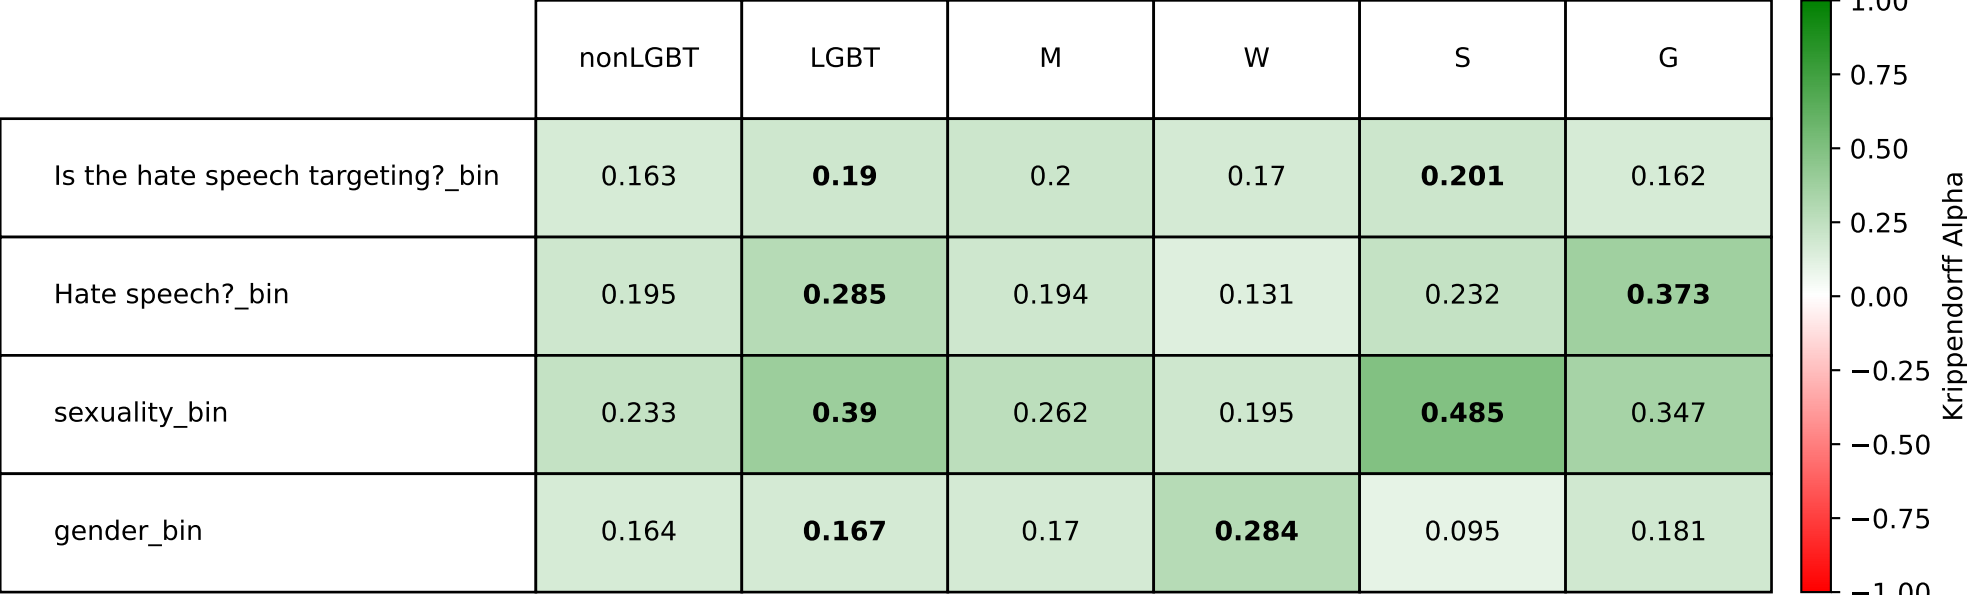 nonLGBT LGBT M W S G
Is the hate speech targeting?_bin 0.163 0.19 0.2 0.17 0.201 0.162
Hate speech?_bin 0.195 0.285 0.194 0.131 0.232 0.373
sexuality_bin 0.233 0.39 0.262 0.195 0.485 0.347
gender_bin 0.164 0.167 0.17 0.284 0.095 0.181
1.00
0.75
0.50
0.25
0.00
−0.25
−0.50
−0.75
−1.00
Krippendorff Alpha